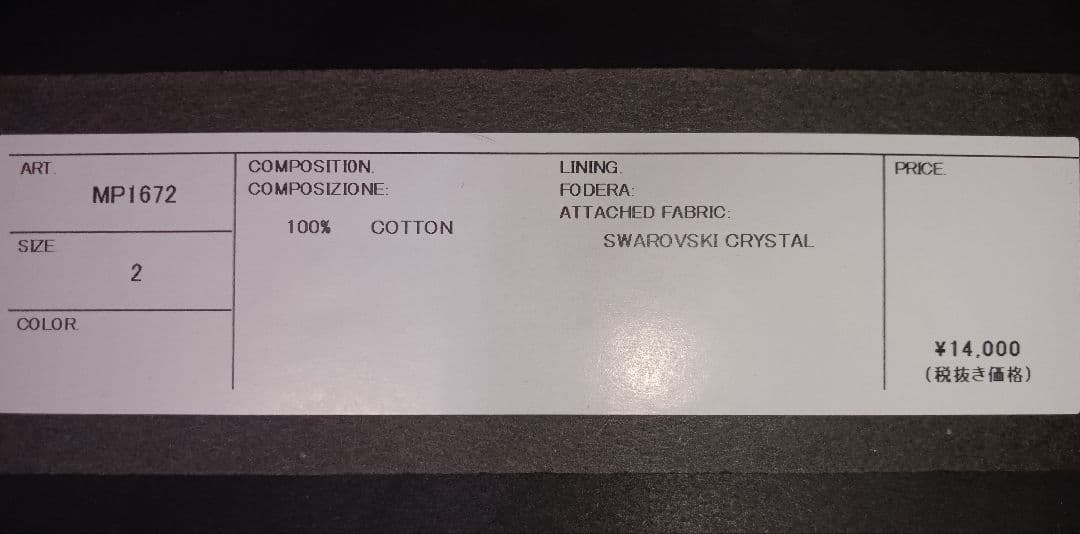 ART.
MP1672
SIZE
2
COLOR.
COMPOSITION.
COMPOSIZIONE:
100% COTTON
LINING.
FODERA:
ATTACHED FABRIC:
SWAROVSKI CRYSTAL
PRICE.
¥14,000
(税抜き価格)